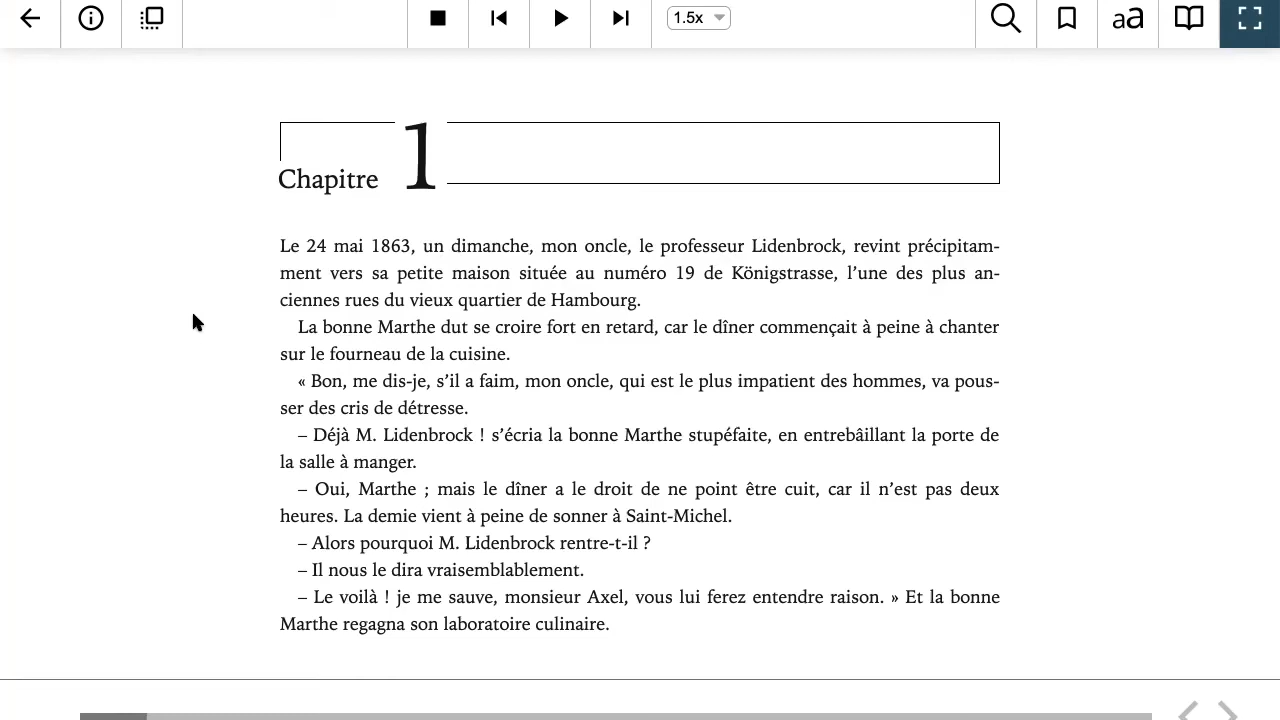 1.5x
aA
Chapitre 1
Le 24 mai 1863, un dimanche, mon oncle, le professeur Lidenbrock, revint précipitam-
ment vers sa petite maison située au numéro 19 de Königstrasse, l’une des plus an-
ciennes rues du vieux quartier de Hambourg.
La bonne Marthe dut se croire fort en retard, car le dîner commençait à peine à chanter
sur le fourneau de la cuisine.
« Bon, me dis-je, s’il a faim, mon oncle, qui est le plus impatient des hommes, va pous-
ser des cris de détresse.
– Déjà M. Lidenbrock ! s’écria la bonne Marthe stupéfaite, en entrebâillant la porte de
la salle à manger.
– Oui, Marthe ; mais le dîner a le droit de ne point être cuit, car il n’est pas deux
heures. La demie vient à peine de sonner à Saint-Michel.
– Alors pourquoi M. Lidenbrock rentre-t-il ?
– Il nous le dira vraisemblablement.
– Le voilà ! je me sauve, monsieur Axel, vous lui ferez entendre raison. » Et la bonne
Marthe regagna son laboratoire culinaire.